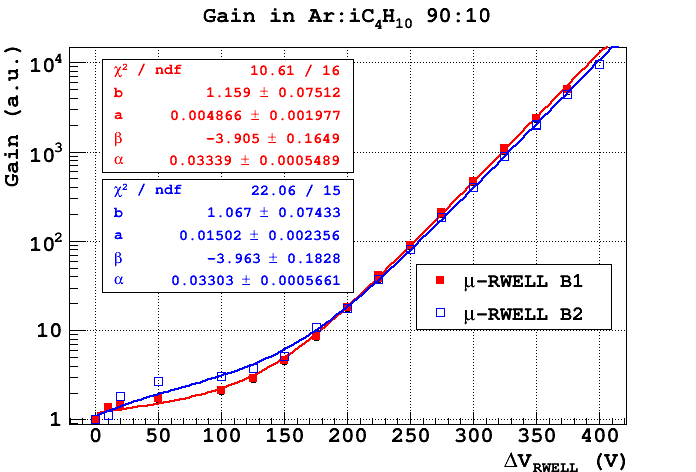 Gain in Ar:iC₄H₁₀ 90:10
Gain (a.u.)
10⁴
10³
10²
10
1
χ² / ndf 10.61 / 16
b 1.159 ± 0.07512
a 0.004866 ± 0.001977
β -3.905 ± 0.1649
α 0.03339 ± 0.0005489
χ² / ndf 22.06 / 15
b 1.067 ± 0.07433
a 0.01502 ± 0.002356
β -3.963 ± 0.1828
α 0.03303 ± 0.0005661
μ-RWELL B1
μ-RWELL B2
0 50 100 150 200 250 300 350 400
ΔV_RWELL (V)